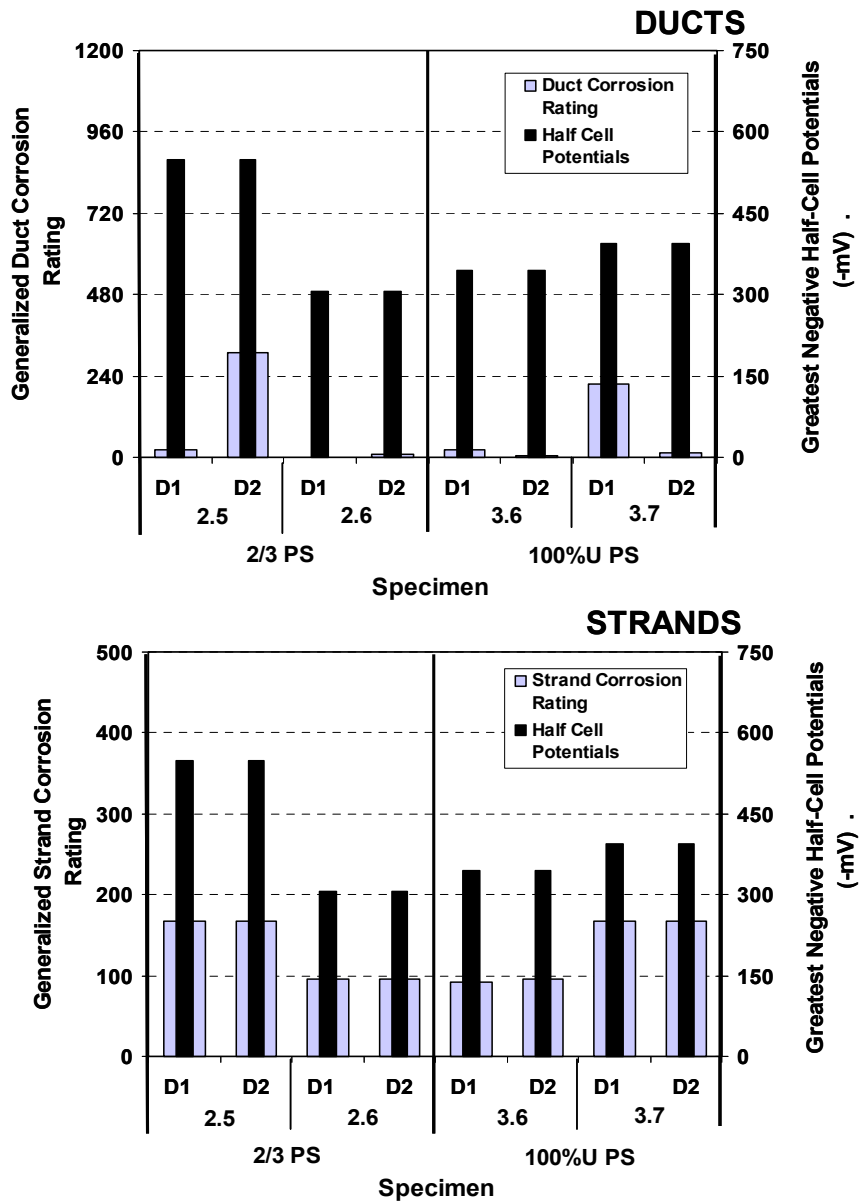 DUCTS
1200
960
720
480
240
0
Generalized Duct Corrosion
Rating
750
600
450
300
150
0
Greatest Negative Half-Cell Potentials
(-mV) .
Duct Corrosion
Rating
Half Cell
Potentials
D1 D2 D1 D2 D1 D2 D1 D2
2.5 2.6 3.6 3.7
2/3 PS 100%U PS
Specimen
STRANDS
500
400
300
200
100
0
Generalized Strand Corrosion
Rating
750
600
450
300
150
0
Greatest Negative Half-Cell Potentials
(-mV) .
Strand Corrosion
Rating
Half Cell
Potentials
D1 D2 D1 D2 D1 D2 D1 D2
2.5 2.6 3.6 3.7
2/3 PS 100%U PS
Specimen